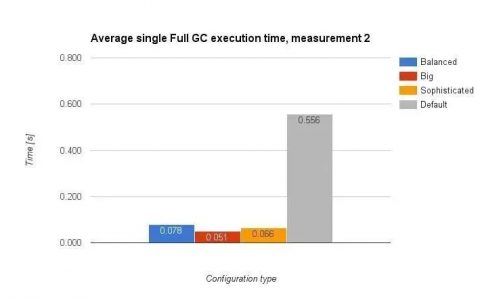 Average single Full GC execution time, measurement 2
0.800
0.600
0.400
0.200
0.000
Time [s]
0.078
0.051
0.066
0.556
Configuration type
Balanced
Big
Sophisticated
Default